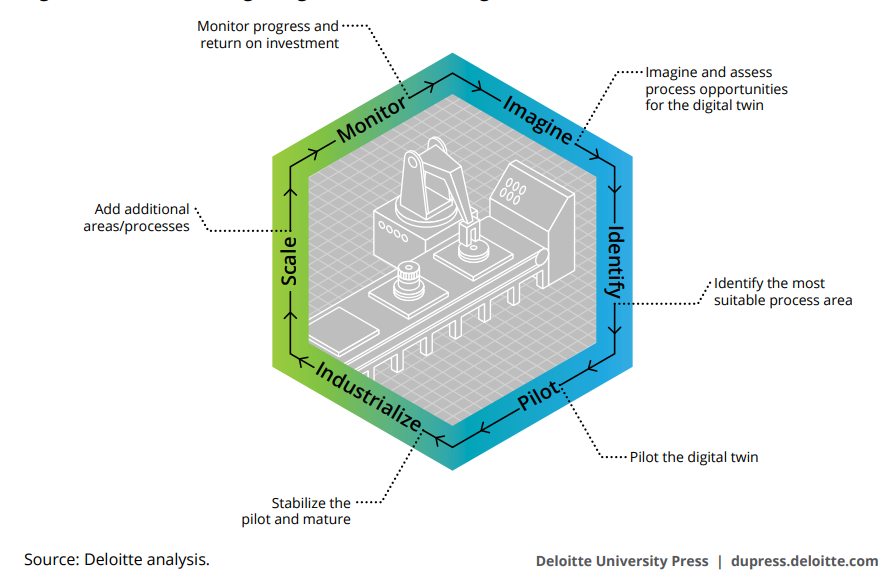 Monitor progress and
return on investment
Imagine and assess
process opportunities
for the digital twin
Monitor
Imagine
Add additional
areas/processes
Scale
Identify
Identify the most
suitable process area
Industrialize
Pilot
Pilot the digital twin
Stabilize the
pilot and mature
Source: Deloitte analysis.
Deloitte University Press | dupress.deloitte.com